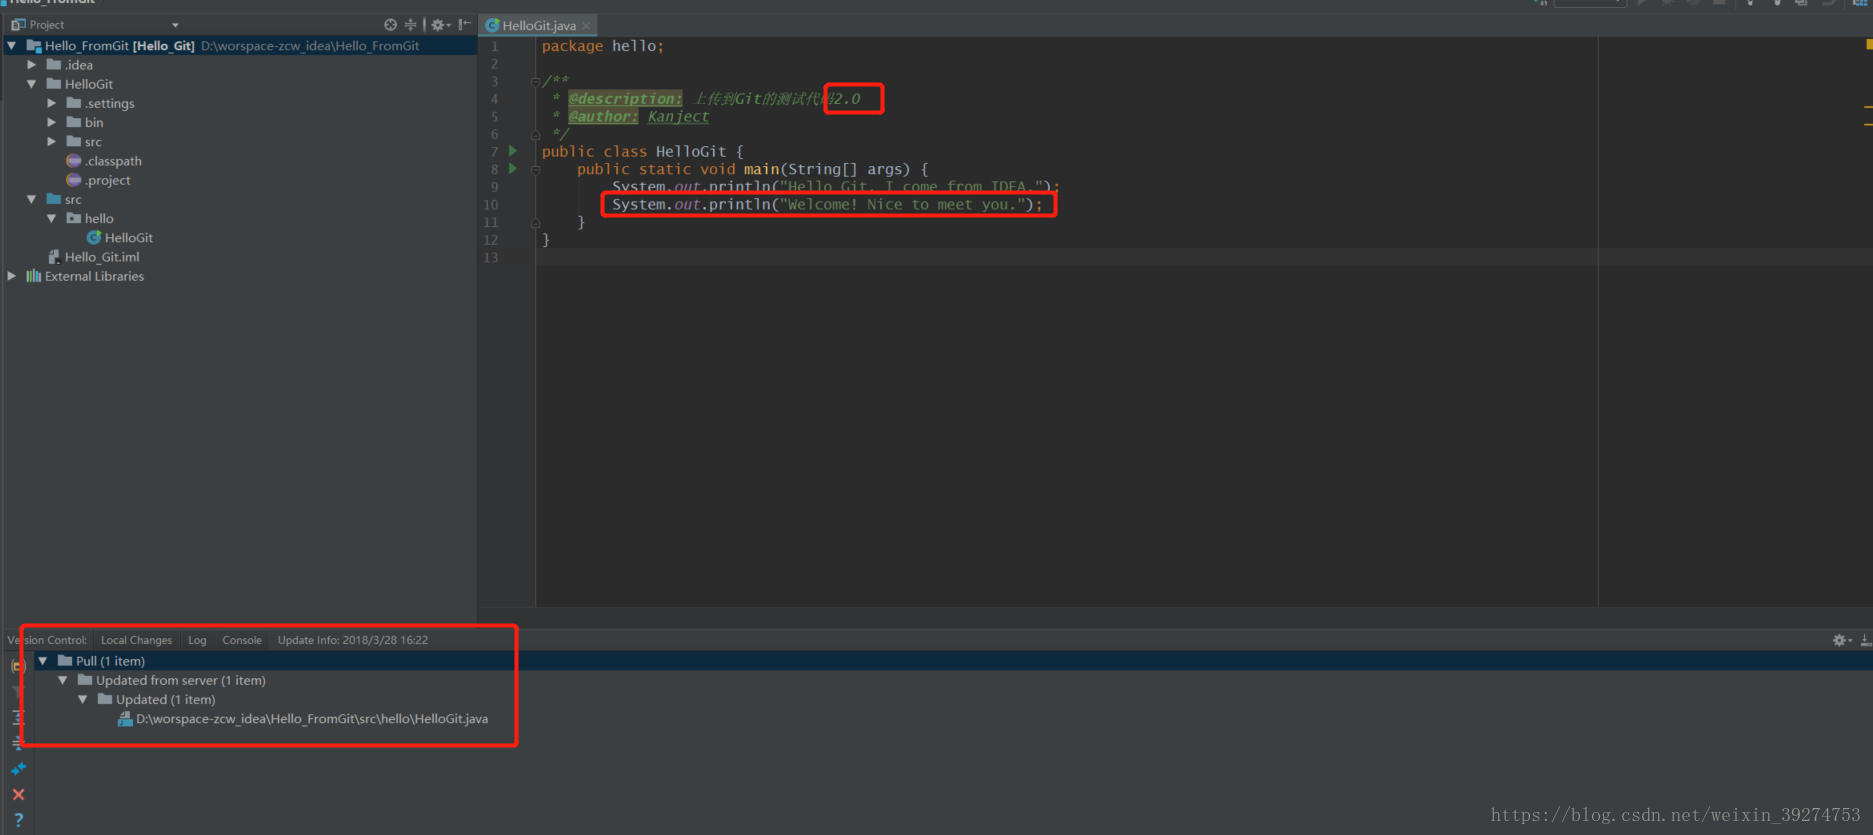 Hello_FromGit
Project
Hello_FromGit [Hello_Git] D:\worspace-zcw_idea\Hello_FromGit
.idea
HelloGit
.settings
bin
src
.classpath
.project
src
hello
HelloGit
Hello_Git.iml
External Libraries
HelloGit.java
1 package hello;
2
3 /**
4 * @description: 上传到Git的测试代码2.0
5 * @author: Kanject
6 */
7 public class HelloGit {
8 public static void main(String[] args) {
9 System.out.println("Hello Git, I come from IDEA.");
10 System.out.println("Welcome! Nice to meet you.");
11 }
12 }
13
Version Control: Local Changes Log Console Update Info: 2018/3/28 16:22
Pull (1 item)
Updated from server (1 item)
Updated (1 item)
D:\worspace-zcw_idea\Hello_FromGit\src\hello\HelloGit.java
https://blog.csdn.net/weixin_39274753